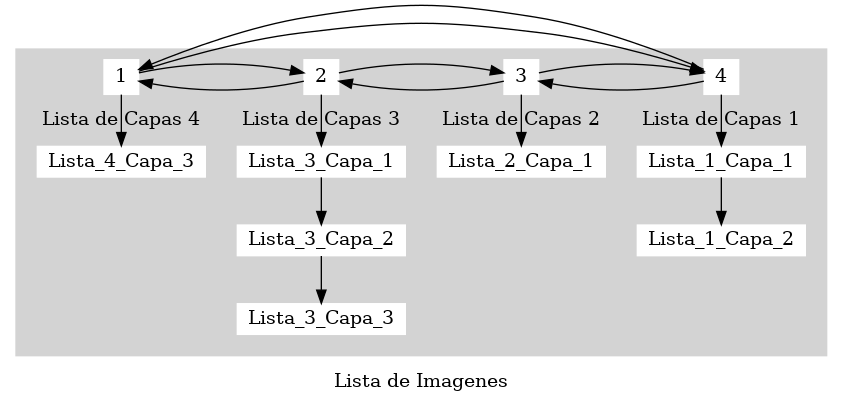 1 2 3 4
Lista de Capas 4 Lista de Capas 3 Lista de Capas 2 Lista de Capas 1
Lista_4_Capa_3 Lista_3_Capa_1 Lista_2_Capa_1 Lista_1_Capa_1
Lista_3_Capa_2 Lista_1_Capa_2
Lista_3_Capa_3
Lista de Imagenes